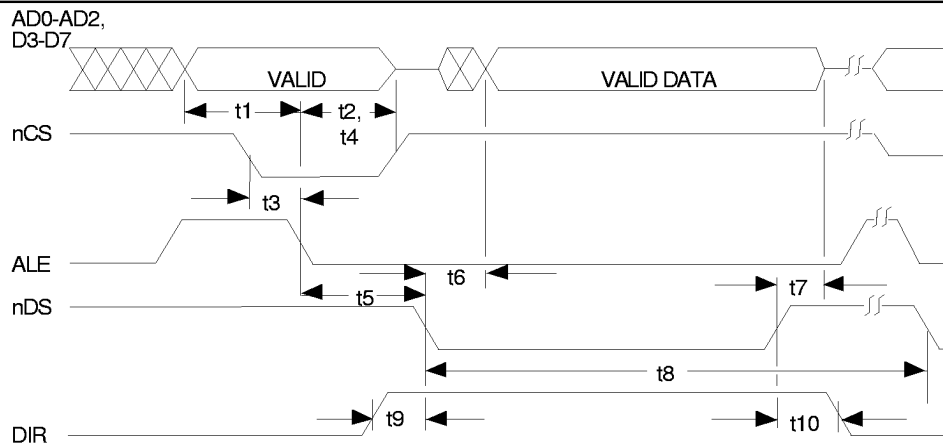 AD0-AD2,
D3-D7
VALID
VALID DATA
t1
t2,
t4
nCS
t3
ALE
t6
t5
t7
nDS
t8
t9
t10
DIR